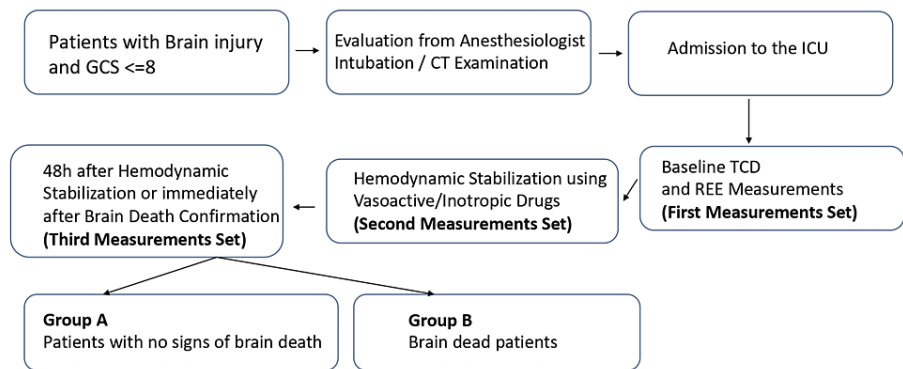 Patients with Brain injury
and GCS <=8
Evaluation from Anesthesiologist
Intubation / CT Examination
Admission to the ICU
Baseline TCD
and REE Measurements
(First Measurements Set)
Hemodynamic Stabilization using
Vasoactive/Inotropic Drugs
(Second Measurements Set)
48h after Hemodynamic
Stabilization or immediately
after Brain Death Confirmation
(Third Measurements Set)
Group A
Patients with no signs of brain death
Group B
Brain dead patients